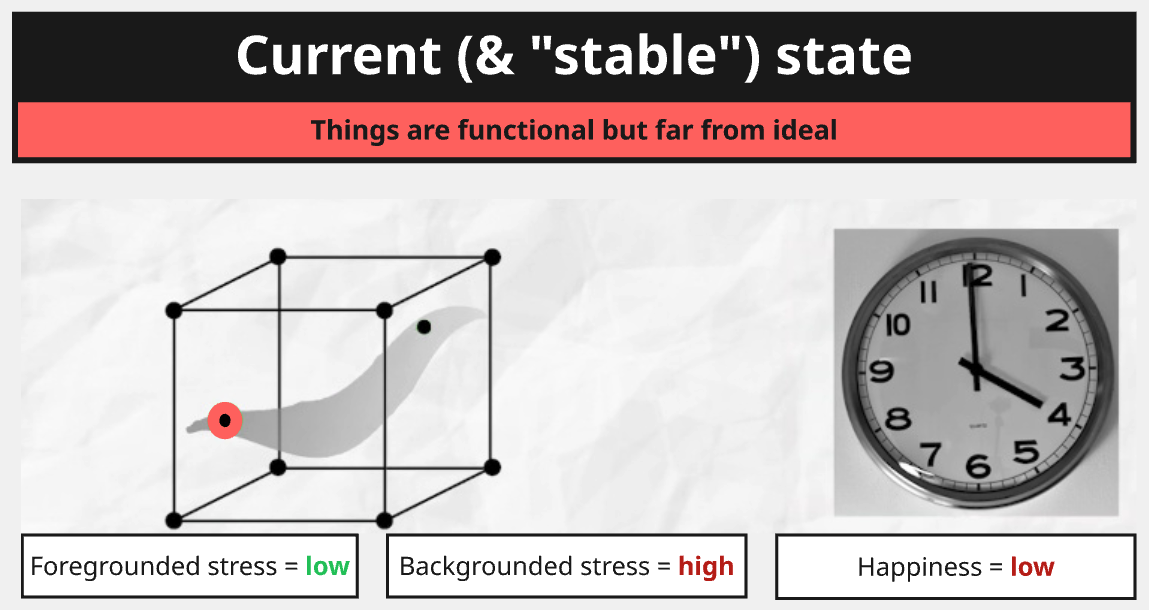 Current (& "stable") state
Things are functional but far from ideal
12
1
2
3
4
5
6
7
8
9
10
11
Foregrounded stress = low
Backgrounded stress = high
Happiness = low